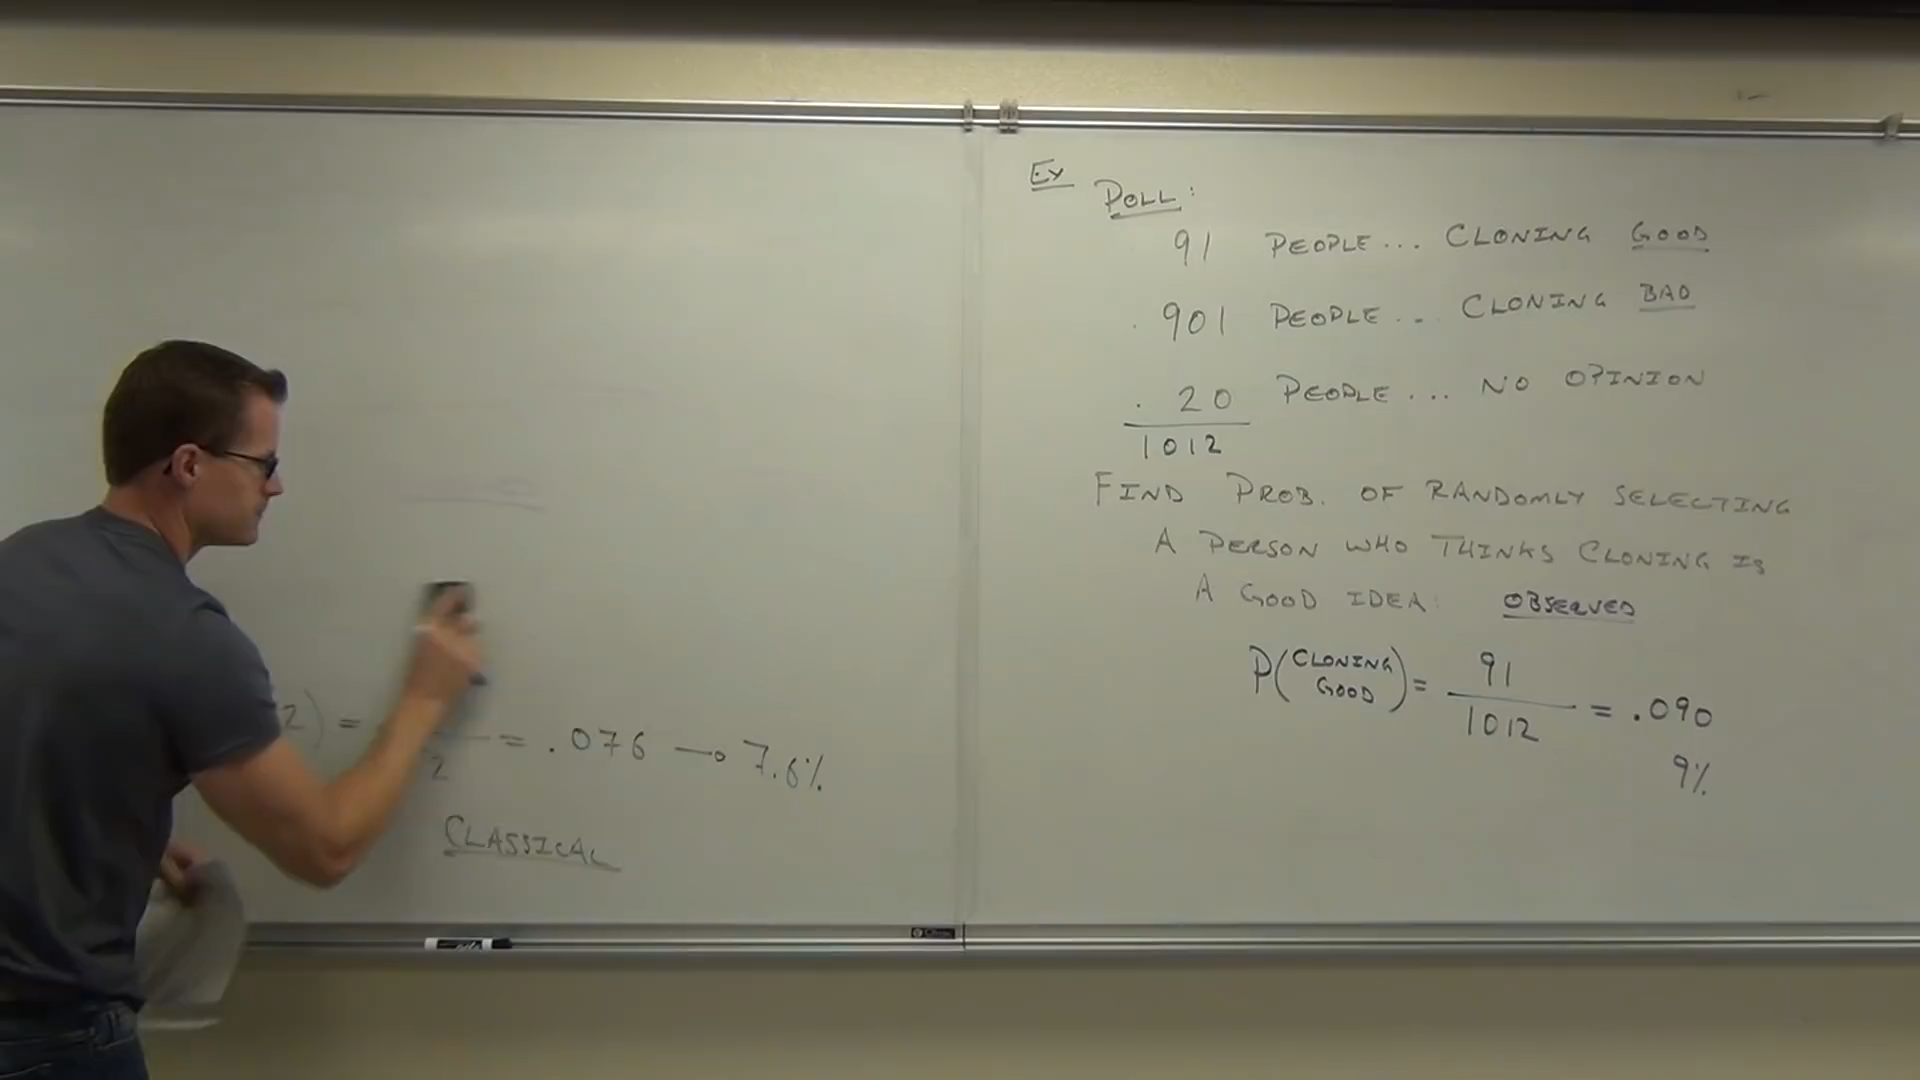 2) = 2 = .076 → 7.6%
CLASSICAL
EX
POLL:
91 PEOPLE... CLONING GOOD
901 PEOPLE... CLONING BAD
20 PEOPLE... NO OPINION
1012
FIND PROB. OF RANDOMLY SELECTING
A PERSON WHO THINKS CLONING IS
A GOOD IDEA: OBSERVED
P(CLONING GOOD) = 91/1012 = .090
9%